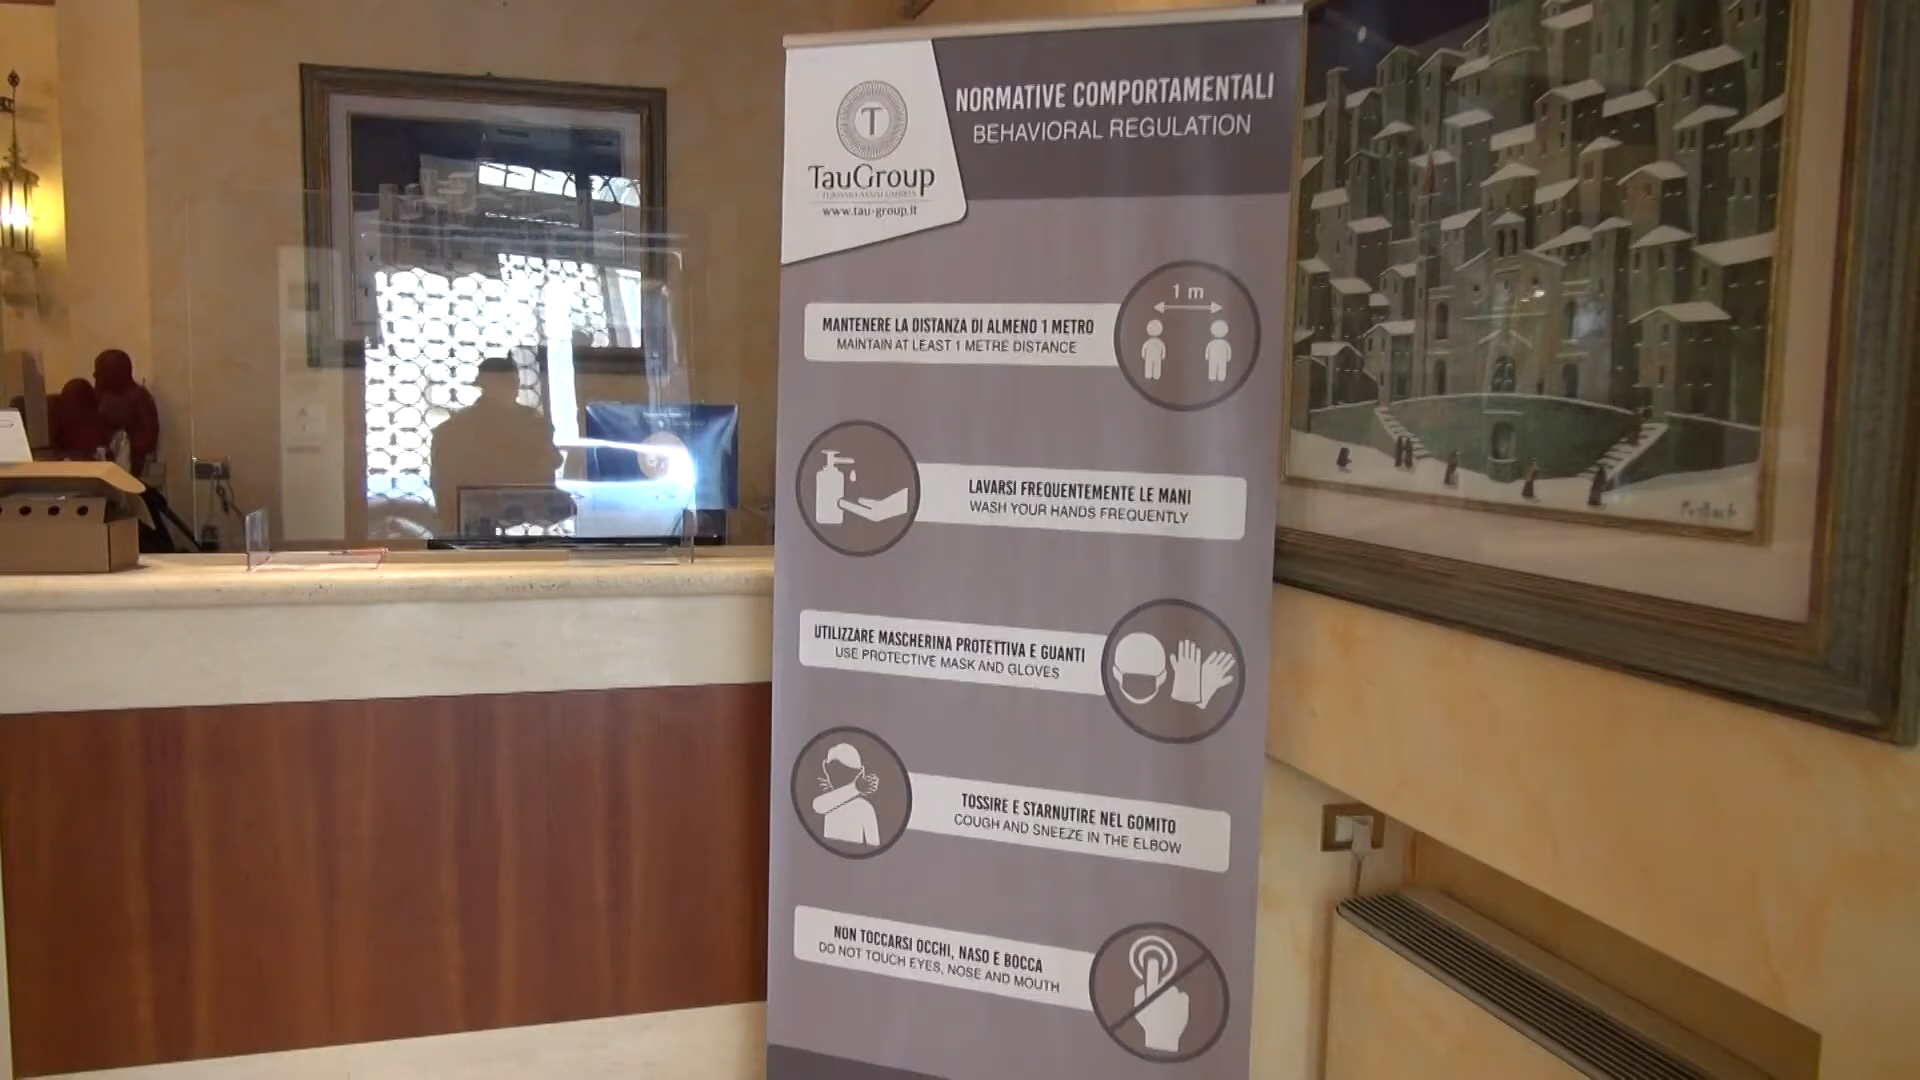 NORMATIVE COMPORTAMENTALI
BEHAVIORAL REGULATION
T
TauGroup
www.tau-group.it
1 m
MANTENERE LA DISTANZA DI ALMENO 1 METRO
MAINTAIN AT LEAST 1 METRE DISTANCE
LAVARSI FREQUENTEMENTE LE MANI
WASH YOUR HANDS FREQUENTLY
UTILIZZARE MASCHERINA PROTETTIVA E GUANTI
USE PROTECTIVE MASK AND GLOVES
TOSSIRE E STARNUTIRE NEL GOMITO
COUGH AND SNEEZE IN THE ELBOW
NON TOCCARSI OCCHI, NASO E BOCCA
DO NOT TOUCH EYES, NOSE AND MOUTH